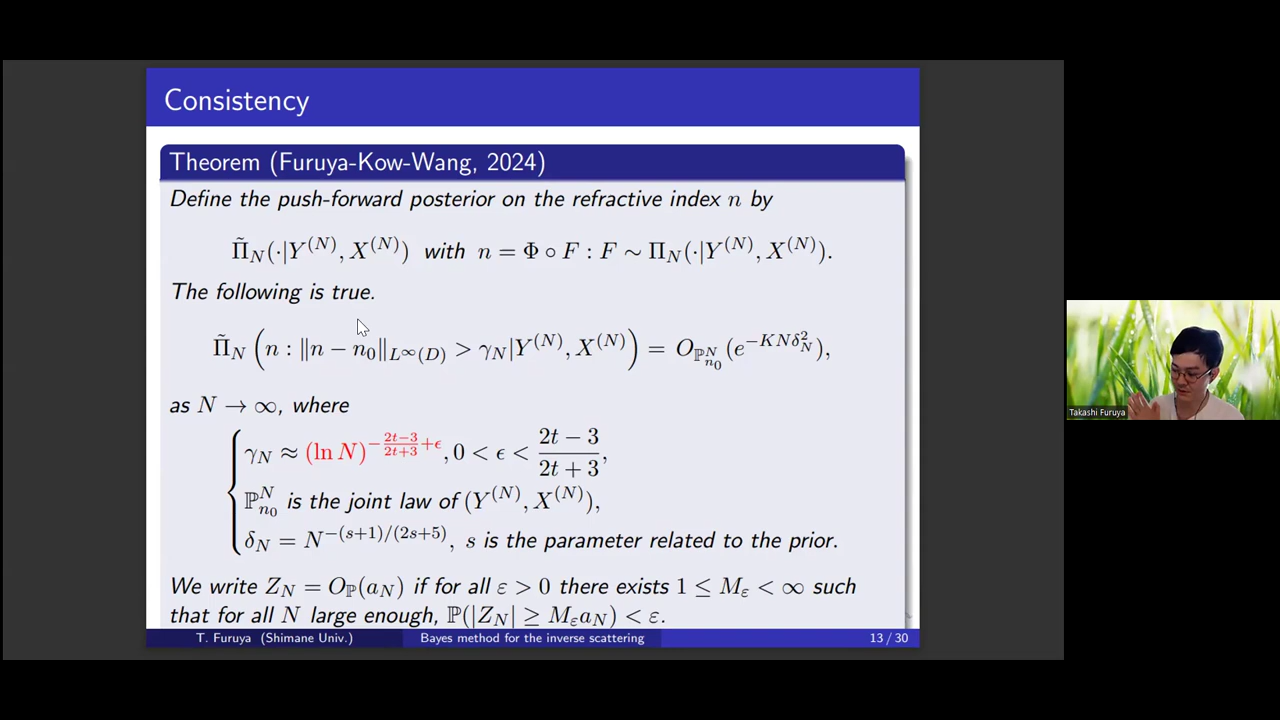 Consistency
Theorem (Furuya-Kow-Wang, 2024)
Define the push-forward posterior on the refractive index n by
Π̃_N(·|Y^(N), X^(N)) with n = Φ ∘ F : F ∼ Π_N(·|Y^(N), X^(N)).
The following is true.
Π̃_N (n : ‖n − n_0‖_{L^∞(D)} > γ_N|Y^(N), X^(N)) = O_{ℙ^N_{n_0}}(e^{−KNδ_N^2}),
as N → ∞, where
γ_N ≈ (ln N)^{−\frac{2t−3}{2t+3}+ϵ}, 0 < ϵ < \frac{2t−3}{2t+3},
ℙ^N_{n_0} is the joint law of (Y^(N), X^(N)),
δ_N = N^{−(s+1)/(2s+5)}, s is the parameter related to the prior.
We write Z_N = O_ℙ(a_N) if for all ε > 0 there exists 1 ≤ M_ε < ∞ such
that for all N large enough, ℙ(|Z_N| ≥ M_ε a_N) < ε.
T. Furuya (Shimane Univ.) Bayes method for the inverse scattering 13 / 30
Takashi Furuya